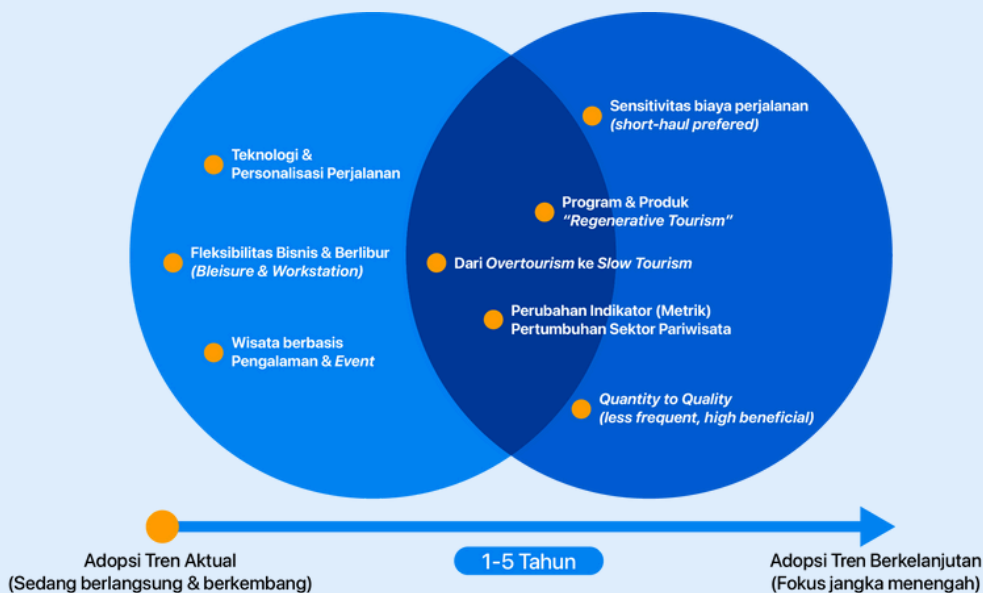 Sensitivitas biaya perjalanan
(short-haul prefered)
Teknologi &
Personalisasi Perjalanan
Program & Produk
“Regenerative Tourism”
Fleksibilitas Bisnis & Berlibur
(Bleisure & Workstation)
Dari Overtourism ke Slow Tourism
Perubahan Indikator (Metrik)
Pertumbuhan Sektor Pariwisata
Wisata berbasis
Pengalaman & Event
Quantity to Quality
(less frequent, high beneficial)
Adopsi Tren Aktual
(Sedang berlangsung & berkembang)
1-5 Tahun
Adopsi Tren Berkelanjutan
(Fokus jangka menengah)